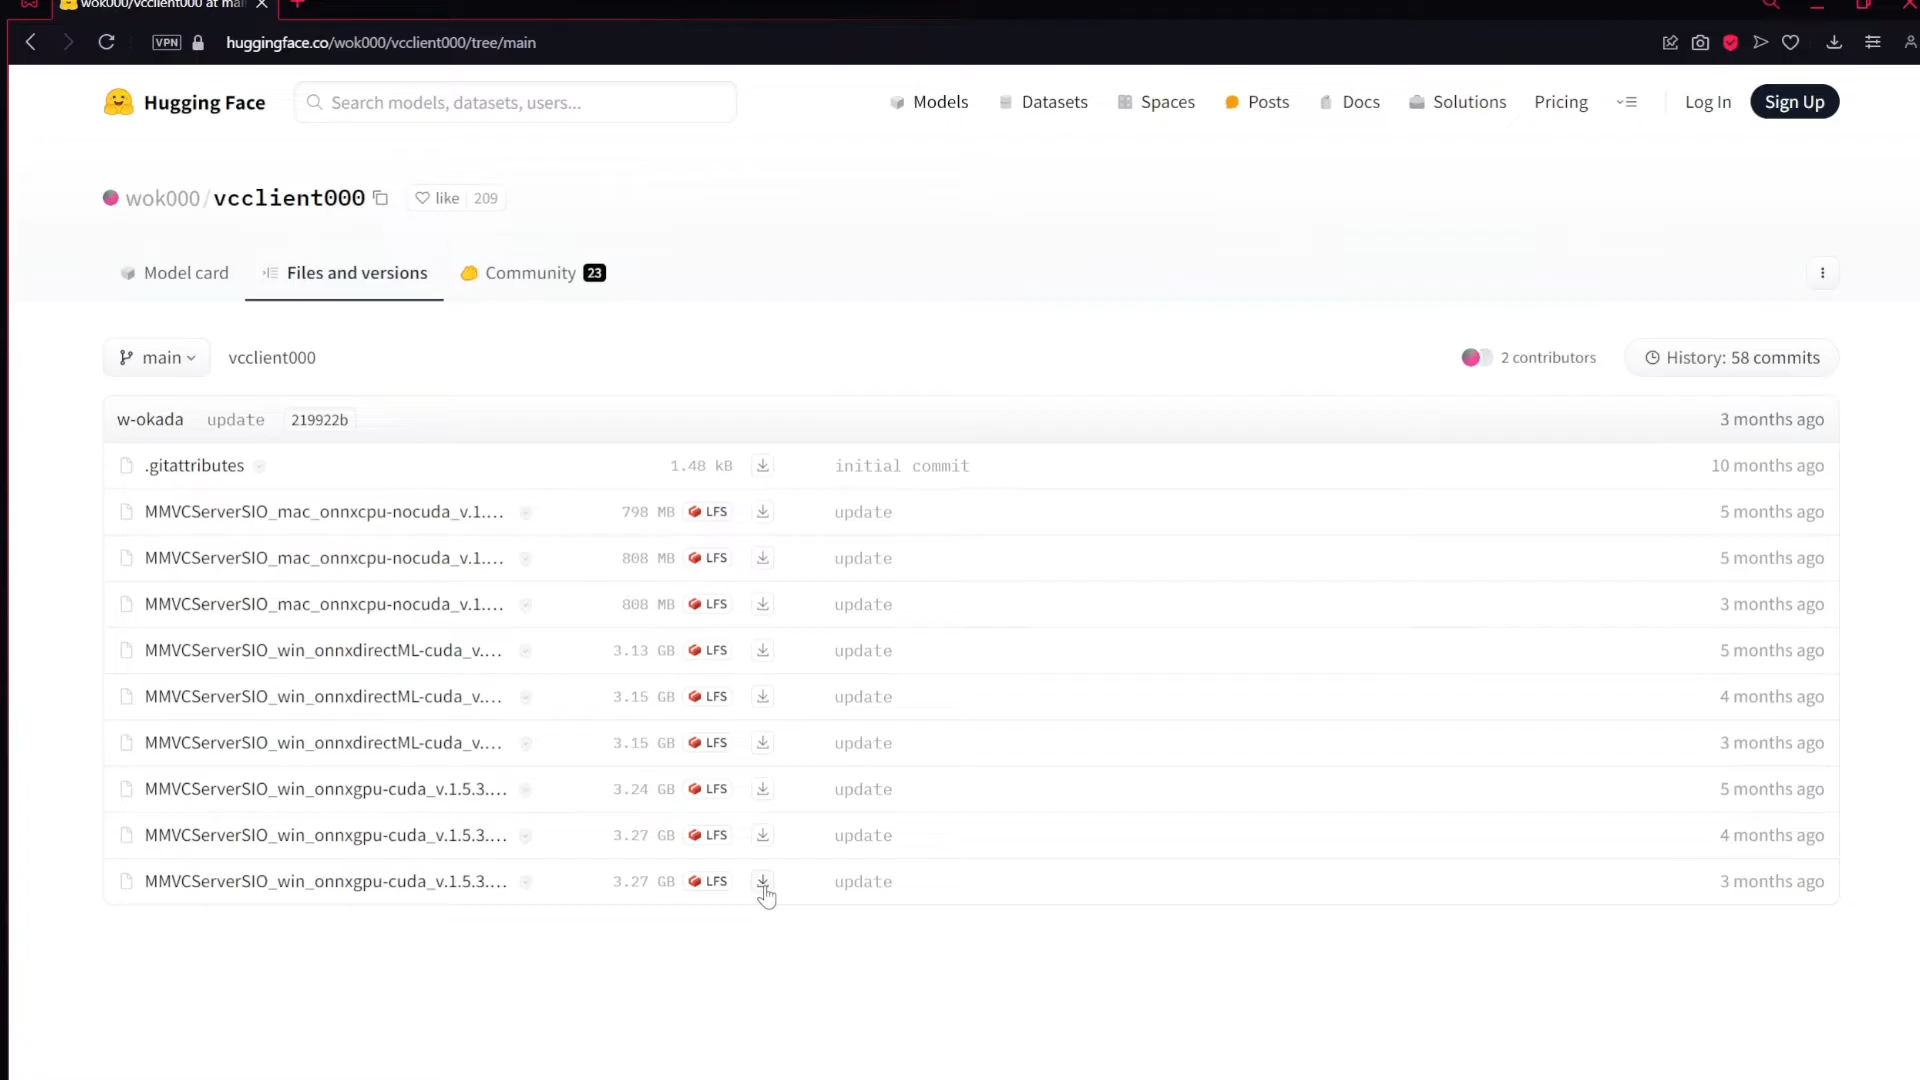 wok000/vcclient000 at mai
VPN huggingface.co/wok000/vcclient000/tree/main
Hugging Face Search models, datasets, users... Models Datasets Spaces Posts Docs Solutions Pricing Log In Sign Up
wok000/vcclient000 like 209
Model card Files and versions Community 23
main vcclient000 2 contributors History: 58 commits
w-okada update 219922b 3 months ago
.gitattributes 1.48 kB initial commit 10 months ago
MMVCServerSIO_mac_onnxcpu-nocuda_v.1.... 798 MB LFS update 5 months ago
MMVCServerSIO_mac_onnxcpu-nocuda_v.1.... 808 MB LFS update 5 months ago
MMVCServerSIO_mac_onnxcpu-nocuda_v.1.... 808 MB LFS update 3 months ago
MMVCServerSIO_win_onnxdirectML-cuda_v.... 3.13 GB LFS update 5 months ago
MMVCServerSIO_win_onnxdirectML-cuda_v.... 3.15 GB LFS update 4 months ago
MMVCServerSIO_win_onnxdirectML-cuda_v.... 3.15 GB LFS update 3 months ago
MMVCServerSIO_win_onnxgpu-cuda_v.1.5.3.... 3.24 GB LFS update 5 months ago
MMVCServerSIO_win_onnxgpu-cuda_v.1.5.3.... 3.27 GB LFS update 4 months ago
MMVCServerSIO_win_onnxgpu-cuda_v.1.5.3.... 3.27 GB LFS update 3 months ago